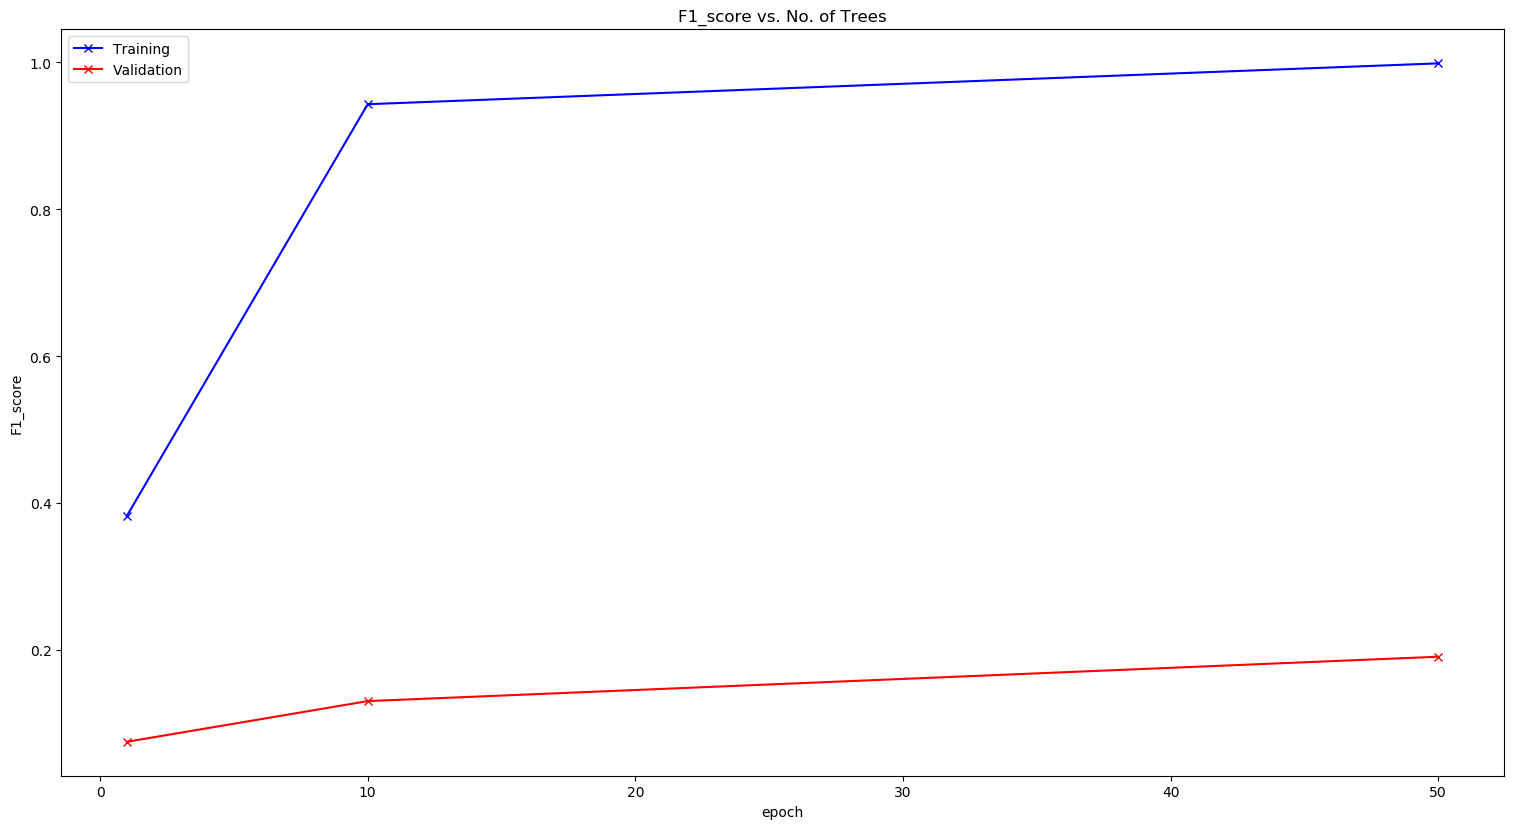 F1_score vs. No. of Trees
Training
Validation
1.0
0.8
0.6
0.4
0.2
F1_score
0 10 20 30 40 50
epoch